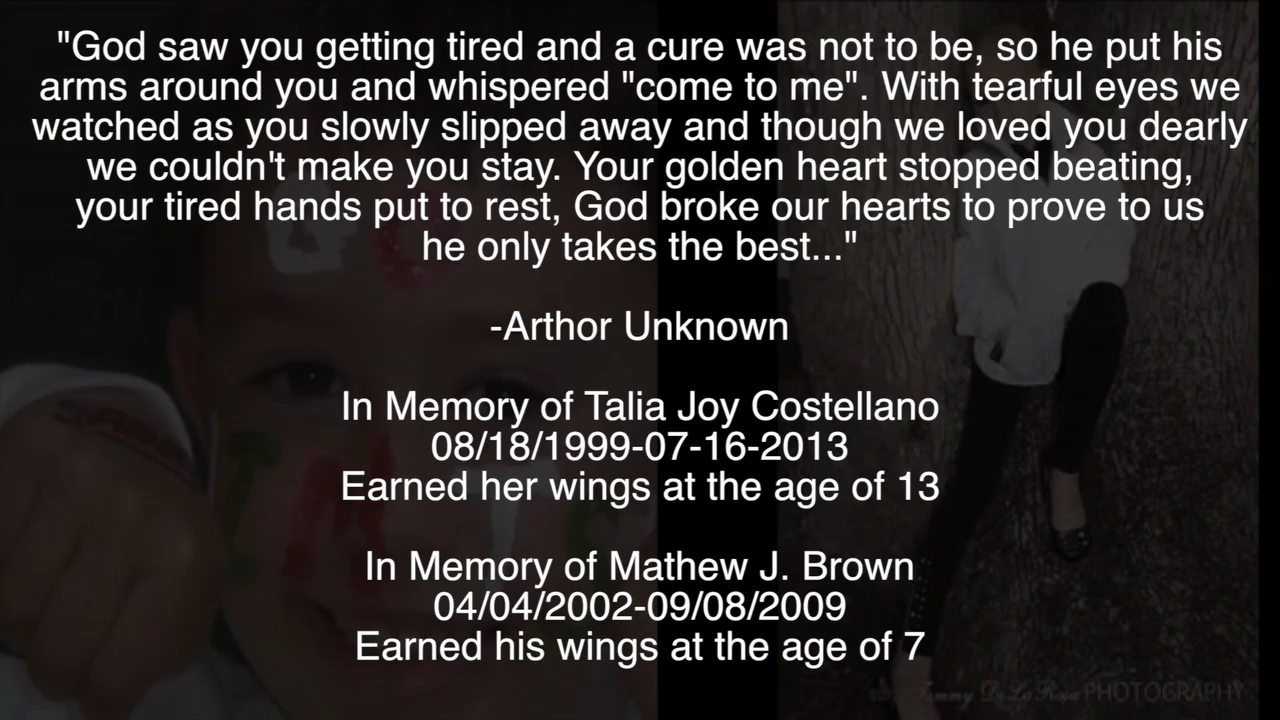 "God saw you getting tired and a cure was not to be, so he put his
arms around you and whispered "come to me". With tearful eyes we
watched as you slowly slipped away and though we loved you dearly
we couldn't make you stay. Your golden heart stopped beating,
your tired hands put to rest, God broke our hearts to prove to us
he only takes the best..."
-Arthor Unknown
In Memory of Talia Joy Costellano
08/18/1999-07-16-2013
Earned her wings at the age of 13
In Memory of Mathew J. Brown
04/04/2002-09/08/2009
Earned his wings at the age of 7
Tommy De La Rosa PHOTOGRAPHY